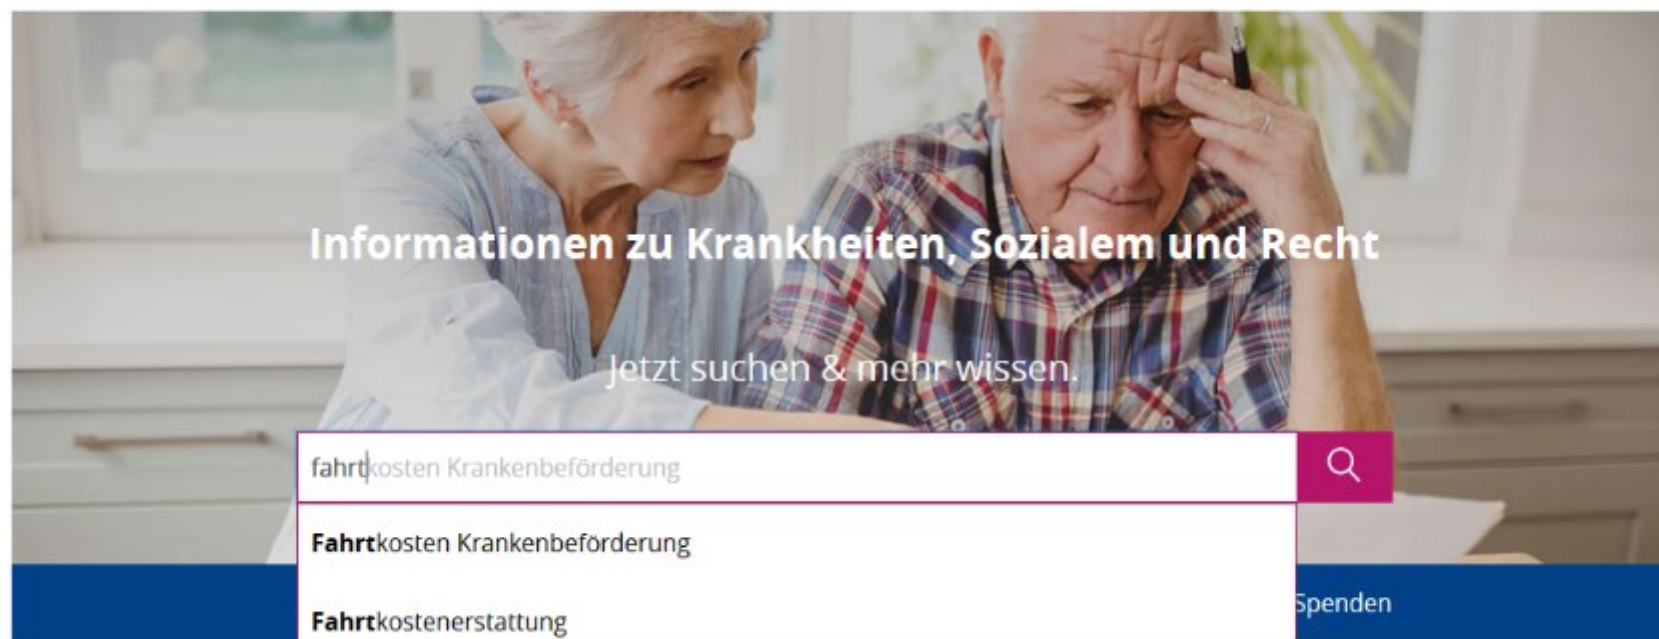 Informationen zu Krankheiten, Sozialem und Recht
Jetzt suchen & mehr wissen.
fahrtkosten Krankenbeförderung
Fahrtkosten Krankenbeförderung
Fahrtkostenerstattung
Spenden